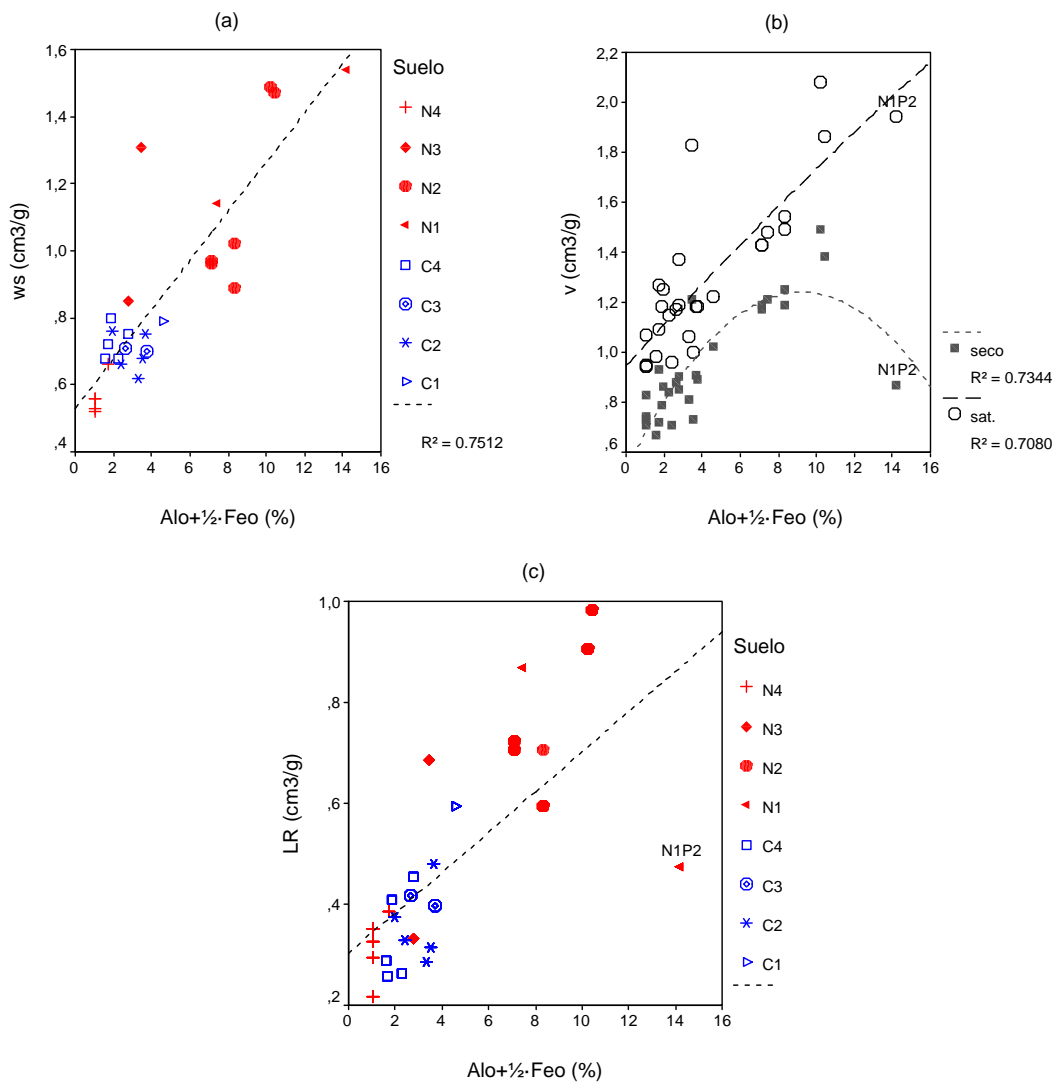 (a)
1,6
1,4
1,2
1,0
,8
,6
,4
0 2 4 6 8 10 12 14 16
ws (cm3/g)
Alo+½·Feo (%)
Suelo
N4
N3
N2
N1
C4
C3
C2
C1
R² = 0.7512
(b)
2,2
2,0
1,8
1,6
1,4
1,2
1,0
,8
,6
0 2 4 6 8 10 12 14 16
v (cm3/g)
Alo+½·Feo (%)
N1P2
N1P2
seco
R² = 0.7344
sat.
R² = 0.7080
(c)
1,0
,8
,6
,4
,2
0 2 4 6 8 10 12 14 16
LR (cm3/g)
Alo+½·Feo (%)
N1P2
Suelo
N4
N3
N2
N1
C4
C3
C2
C1